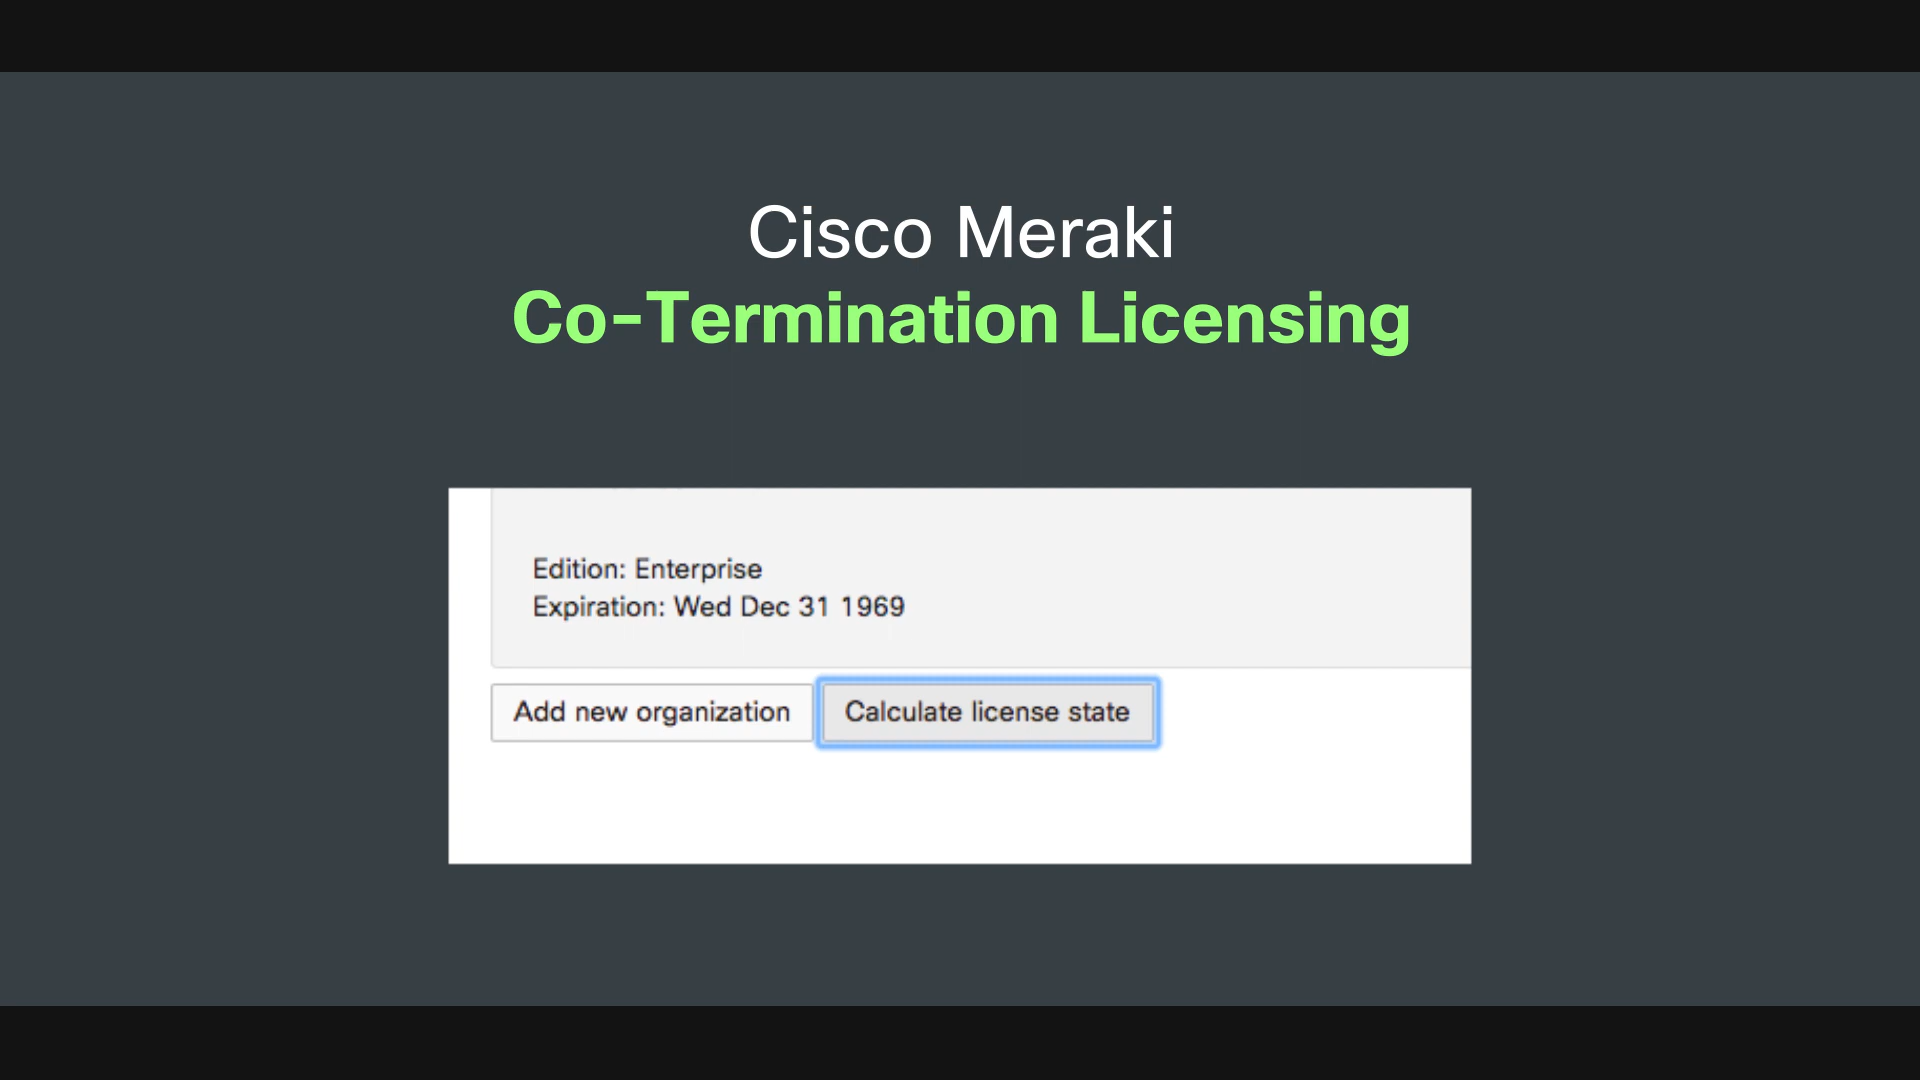 Cisco Meraki
Co-Termination Licensing
Edition: Enterprise
Expiration: Wed Dec 31 1969
Add new organization
Calculate license state